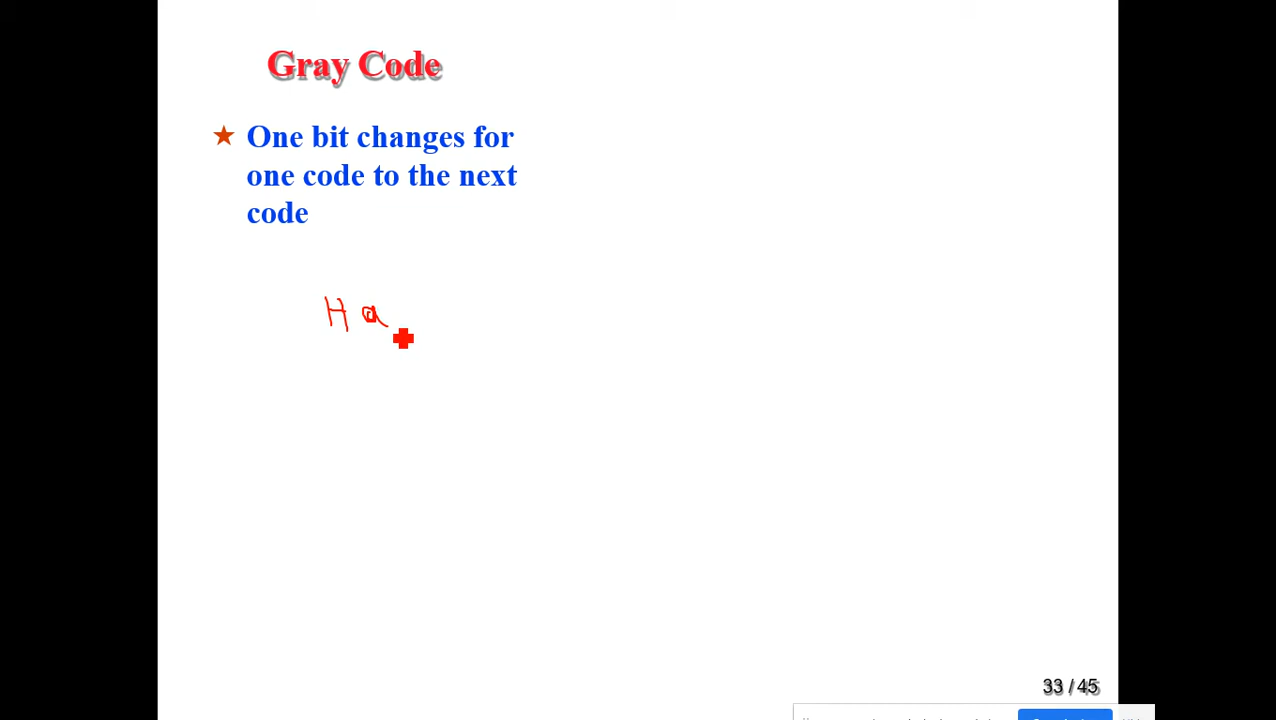 Gray Code
★ One bit changes for
one code to the next
code
Ha
33 / 45